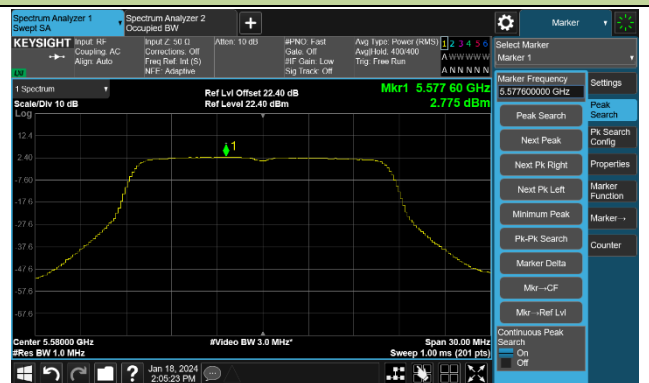 Spectrum Analyzer 1
Swept SA
Spectrum Analyzer 2
Occupied BW
+
Marker
KEYSIGHT
Input: RF
Coupling: AC
Align: Auto
Input Z: 50 Ω
Corrections: Off
Freq Ref: Int (S)
NFE: Adaptive
Atten: 10 dB
#PNO: Fast
Gate: Off
#IF Gain: Low
Sig Track: Off
Avg Type: Power (RMS)
Avg|Hold: 400/400
Trig: Free Run
1 2 3 4 5 6
A W W W W W
A N N N N N
LXI
Select Marker
Marker 1
1 Spectrum
Scale/Div 10 dB
Log
Ref Lvl Offset 22.40 dB
Ref Level 22.40 dBm
Mkr1 5.577 60 GHz
2.775 dBm
1
12.4
2.40
-7.60
-17.6
-27.6
-37.6
-47.6
-57.6
-67.6
Center 5.58000 GHz
#Res BW 1.0 MHz
#Video BW 3.0 MHz*
Span 30.00 MHz
Sweep 1.00 ms (201 pts)
Marker Frequency
5.577600000 GHz
Peak Search
Next Peak
Next Pk Right
Next Pk Left
Minimum Peak
Pk-Pk Search
Marker Delta
Mkr→CF
Mkr→Ref Lvl
Continuous Peak
Search
On
Off
Settings
Peak
Search
Pk Search
Config
Properties
Marker
Function
Marker→
Counter
?
Jan 18, 2024
2:05:23 PM